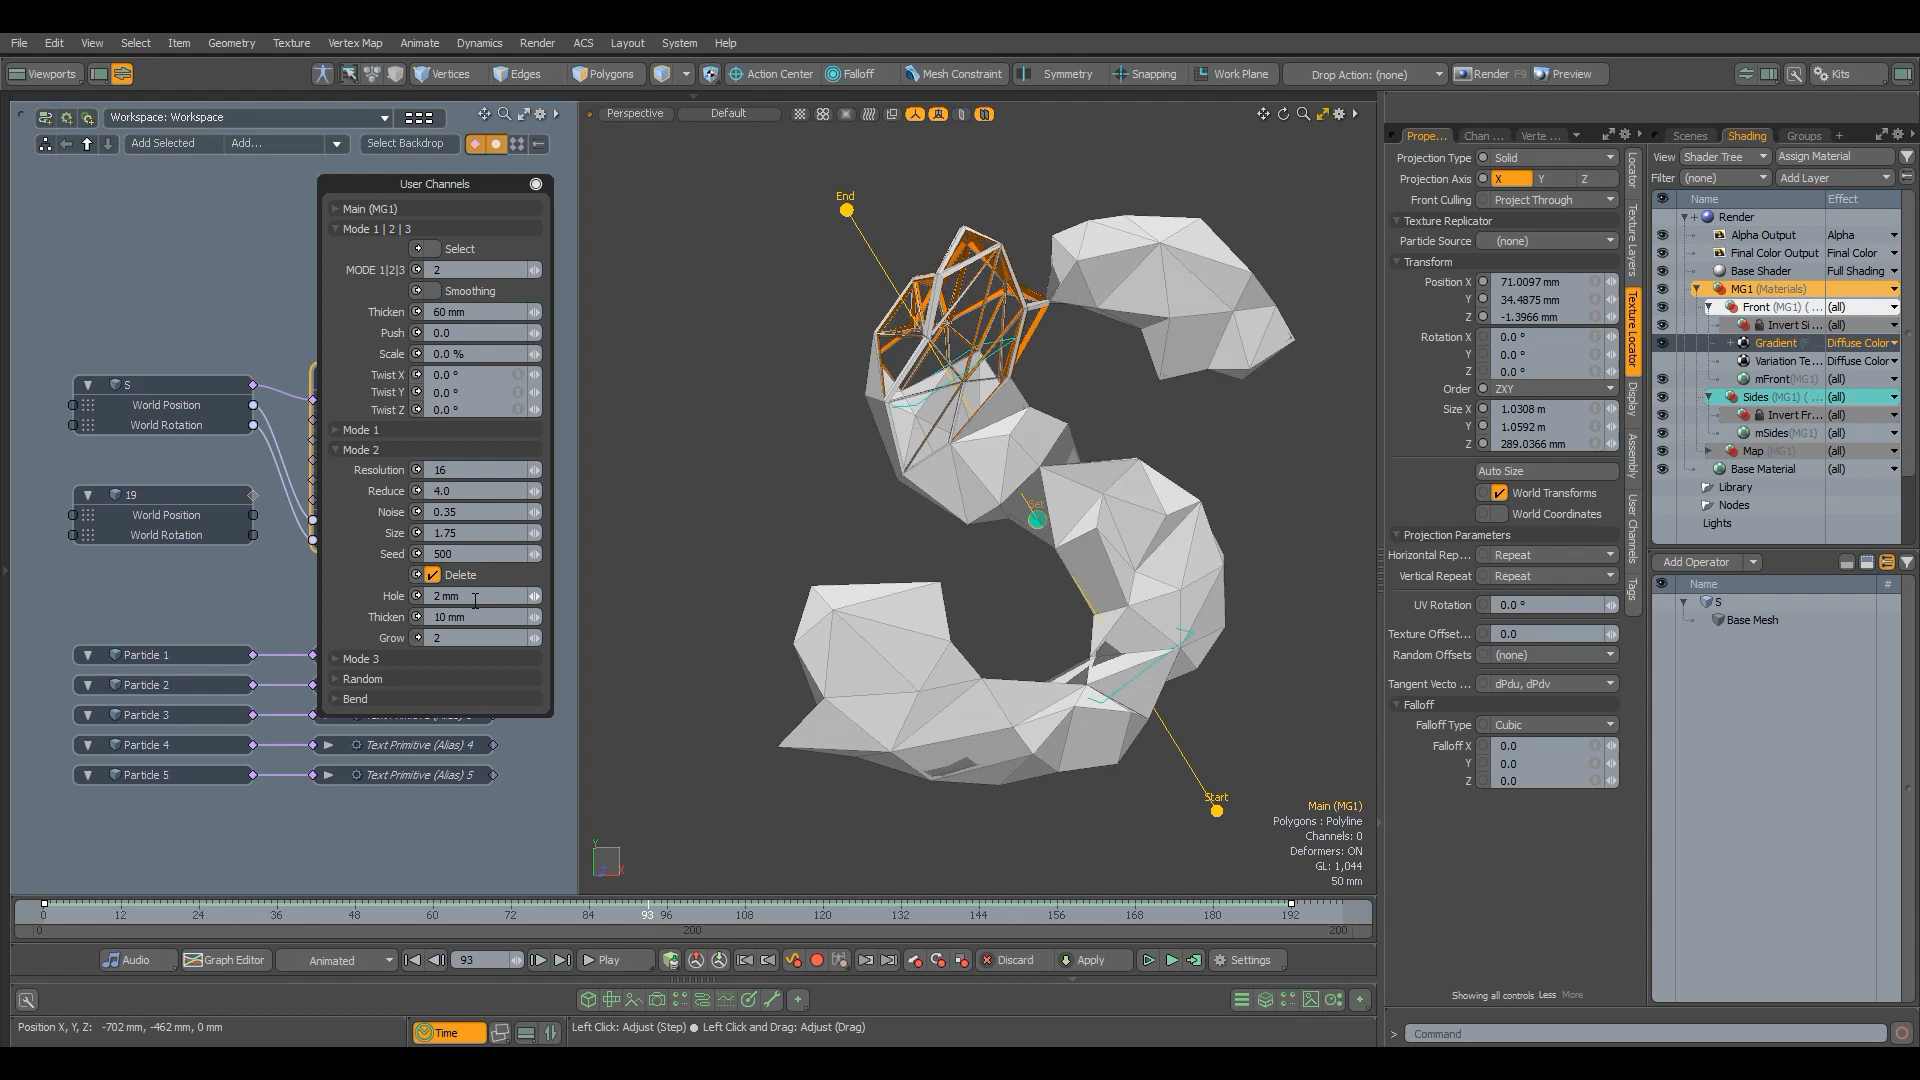 File Edit View Select Item Geometry Texture Vertex Map Animate Dynamics Render ACS Layout System Help
Viewports Vertices Edges Polygons Action Center Falloff Mesh Constraint Symmetry Snapping Work Plane Drop Action: (none) Render F9 Preview Kits
Workspace: Workspace
Add Selected Add... Select Backdrop
User Channels
Main (MG1)
Mode 1 | 2 | 3
Select
MODE 1|2|3 2
Smoothing
Thicken 60 mm
Push 0.0
Scale 0.0 %
Twist X 0.0 °
Twist Y 0.0 °
Twist Z 0.0 °
Mode 1
Mode 2
Resolution 16
Reduce 4.0
Noise 0.35
Size 1.75
Seed 500
Delete
Hole 2 mm
Thicken 10 mm
Grow 2
Mode 3
Random
Bend
S
World Position
World Rotation
19
World Position
World Rotation
Particle 1
Particle 2
Particle 3
Particle 4 Text Primitive (Alias) 4
Particle 5 Text Primitive (Alias) 5
Perspective Default
End
Start
Y
X
Z
Main (MG1)
Polygons : Polyline
Channels: 0
Deformers: ON
GL: 1,044
50 mm
Prope... Chan ... Verte ...
Projection Type Solid
Projection Axis X Y Z
Front Culling Project Through
Texture Replicator
Particle Source (none)
Transform
Position X 71.0097 mm
Y 34.4875 mm
Z -1.3966 mm
Rotation X 0.0 °
Y 0.0 °
Z 0.0 °
Order ZXY
Size X 1.0308 m
Y 1.0592 m
Z 289.0366 mm
Auto Size
World Transforms
World Coordinates
Projection Parameters
Horizontal Rep... Repeat
Vertical Repeat Repeat
UV Rotation 0.0 °
Texture Offset... 0.0
Random Offsets (none)
Tangent Vecto ... dPdu, dPdv
Falloff
Falloff Type Cubic
Falloff X 0.0
Y 0.0
Z 0.0
Showing all controls Less More
Locator
Texture Layers
Texture Locator
Display
Assembly
User Channels
Tags
Scenes Shading Groups +
View Shader Tree Assign Material
Filter (none) Add Layer
Name Effect
Render
Alpha Output Alpha
Final Color Output Final Color
Base Shader Full Shading
MG1 (Materials)
Front (MG1) ( ... (all)
Invert Si ... (all)
Gradient Diffuse Color
Variation Te... Diffuse Color
mFront(MG1) (all)
Sides (MG1) ( ... (all)
Invert Fr... (all)
mSides(MG1) (all)
Map (MG1) (all)
Base Material (all)
Library
Nodes
Lights
Add Operator
Name #
S
Base Mesh
0 12 24 36 48 60 72 84 93 96 108 120 132 144 156 168 180 192
0 200 200
Audio Graph Editor Animated 93 Play Discard Apply Settings
Position X, Y, Z: -702 mm, -462 mm, 0 mm
Time
Left Click: Adjust (Step) ● Left Click and Drag: Adjust (Drag)
> Command